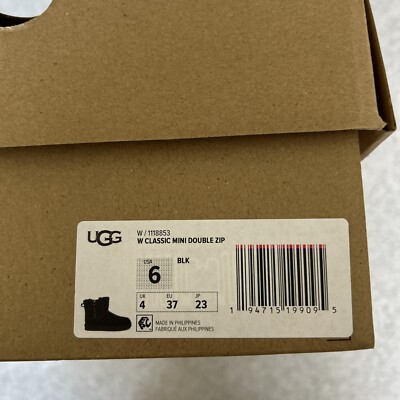 UGG
W / 1118853
W CLASSIC MINI DOUBLE ZIP
USA
6
BLK
UK
4
EU
37
JP
23
MADE IN PHILIPPINES
FABRIQUÉ AUX PHILIPPINES
1 94715 19909 5